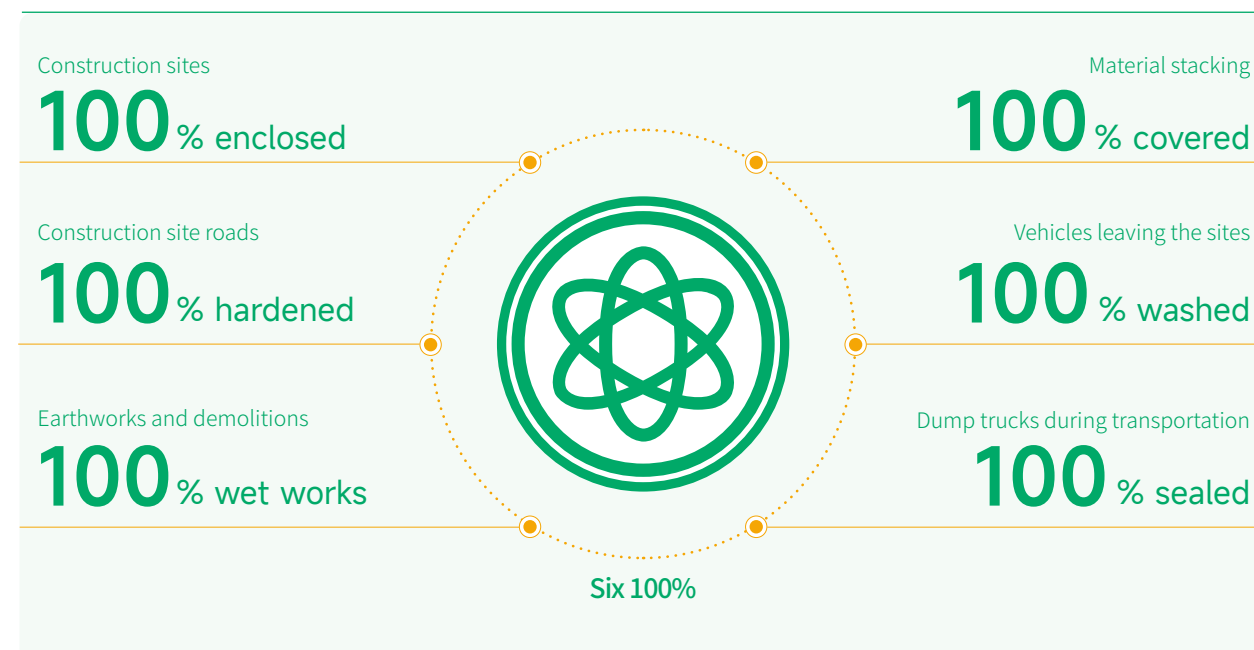 Construction sites
100 % enclosed
Construction site roads
100 % hardened
Earthworks and demolitions
100 % wet works
Material stacking
100 % covered
Vehicles leaving the sites
100 % washed
Dump trucks during transportation
100 % sealed
Six 100%